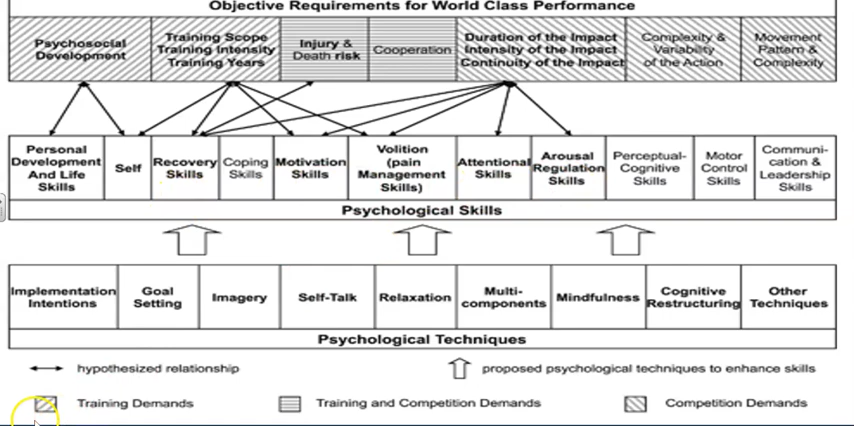 Objective Requirements for World Class Performance
Psychosocial
Development
Training Scope
Training Intensity
Training Years
Injury &
Death risk
Cooperation
Duration of the Impact
Intensity of the Impact
Continuity of the Impact
Complexity &
Variability
of the Action
Movement
Pattern &
Complexity
Personal
Development
And Life
Skills
Self
Recovery
Skills
Coping
Skills
Motivation
Skills
Volition
(pain
Management
Skills)
Attentional
Skills
Arousal
Regulation
Skills
Perceptual-
Cognitive
Skills
Motor
Control
Skills
Communi-
cation &
Leadership
Skills
Psychological Skills
Implementation
Intentions
Goal
Setting
Imagery
Self-Talk
Relaxation
Multi-
components
Mindfulness
Cognitive
Restructuring
Other
Techniques
Psychological Techniques
hypothesized relationship
proposed psychological techniques to enhance skills
Training Demands
Training and Competition Demands
Competition Demands